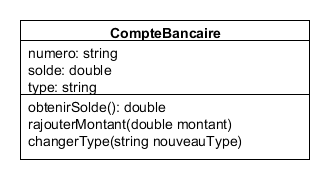 CompteBancaire
numero: string
solde: double
type: string
obtenirSolde(): double
rajouterMontant(double montant)
changerType(string nouveauType)